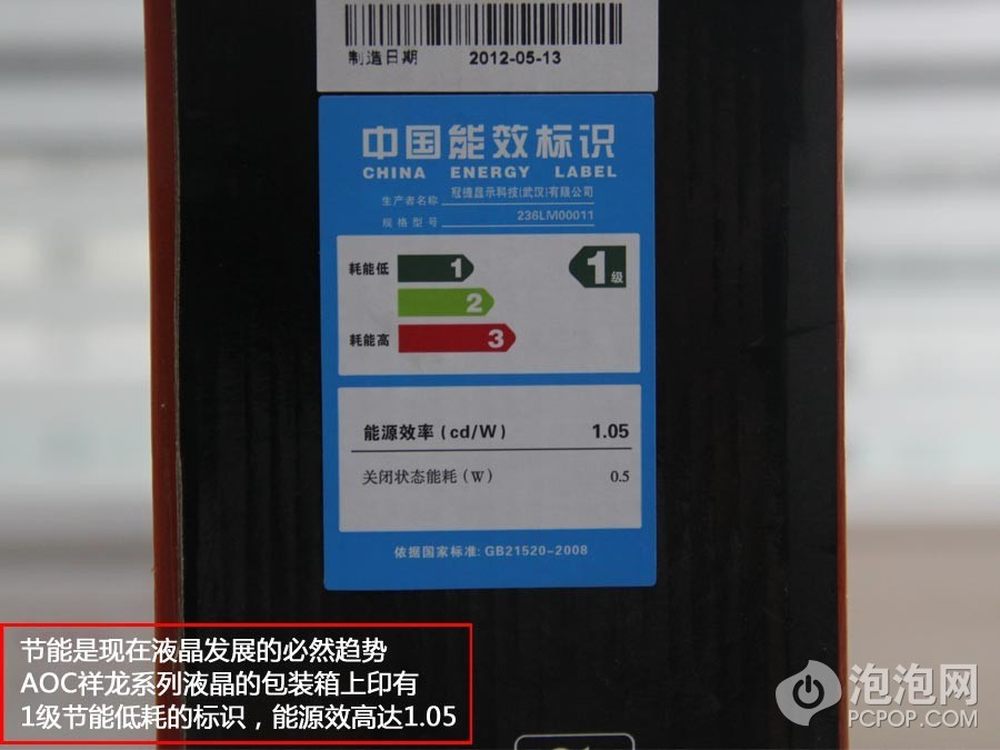 制造日期 2012-05-13
中国能效标识
CHINA ENERGY LABEL
生产者名称 冠捷显示科技(武汉)有限公司
规格型号 236LM00011
耗能低 1
1级
2
耗能高 3
能源效率(cd/W) 1.05
关闭状态能耗(W) 0.5
依据国家标准:GB21520-2008
节能是现在液晶发展的必然趋势
AOC祥龙系列液晶的包装箱上印有
1级节能低耗的标识，能源效高达1.05
泡泡网
PCPOP.COM